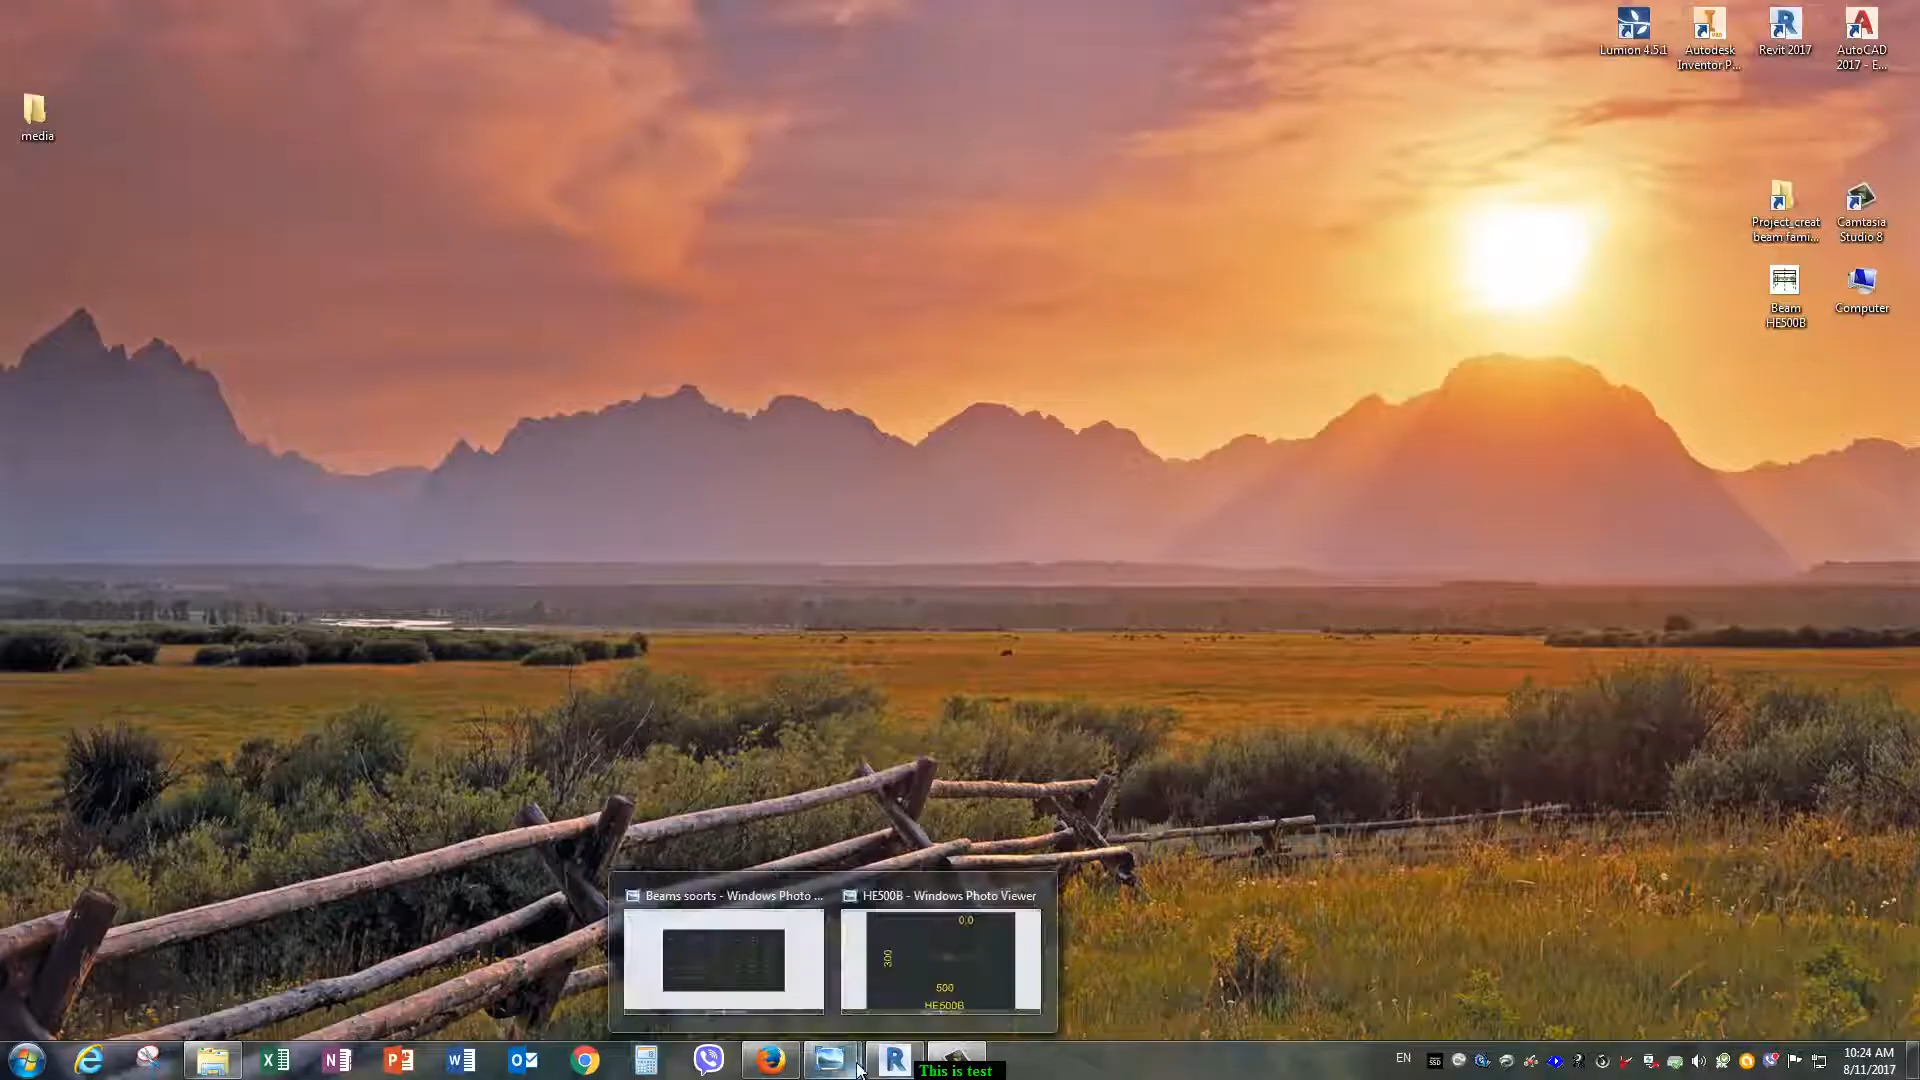 Lumion 4.5.1
Autodesk
Inventor P...
Revit 2017
AutoCAD
2017 - E...
media
Project_creat
beam fami...
Camtasia
Studio 8
Beam
HE500B
Computer
Beams soorts - Windows Photo ...
HE500B - Windows Photo Viewer
0.0
300
500
HE500B
This is test
EN
SSD
10:24 AM
8/11/2017